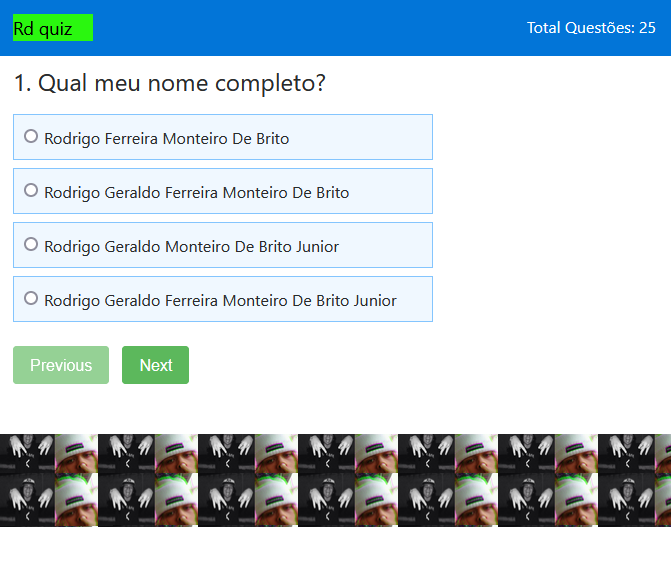 Rd quiz
Total Questões: 25
1. Qual meu nome completo?
Rodrigo Ferreira Monteiro De Brito
Rodrigo Geraldo Ferreira Monteiro De Brito
Rodrigo Geraldo Monteiro De Brito Junior
Rodrigo Geraldo Ferreira Monteiro De Brito Junior
Previous
Next